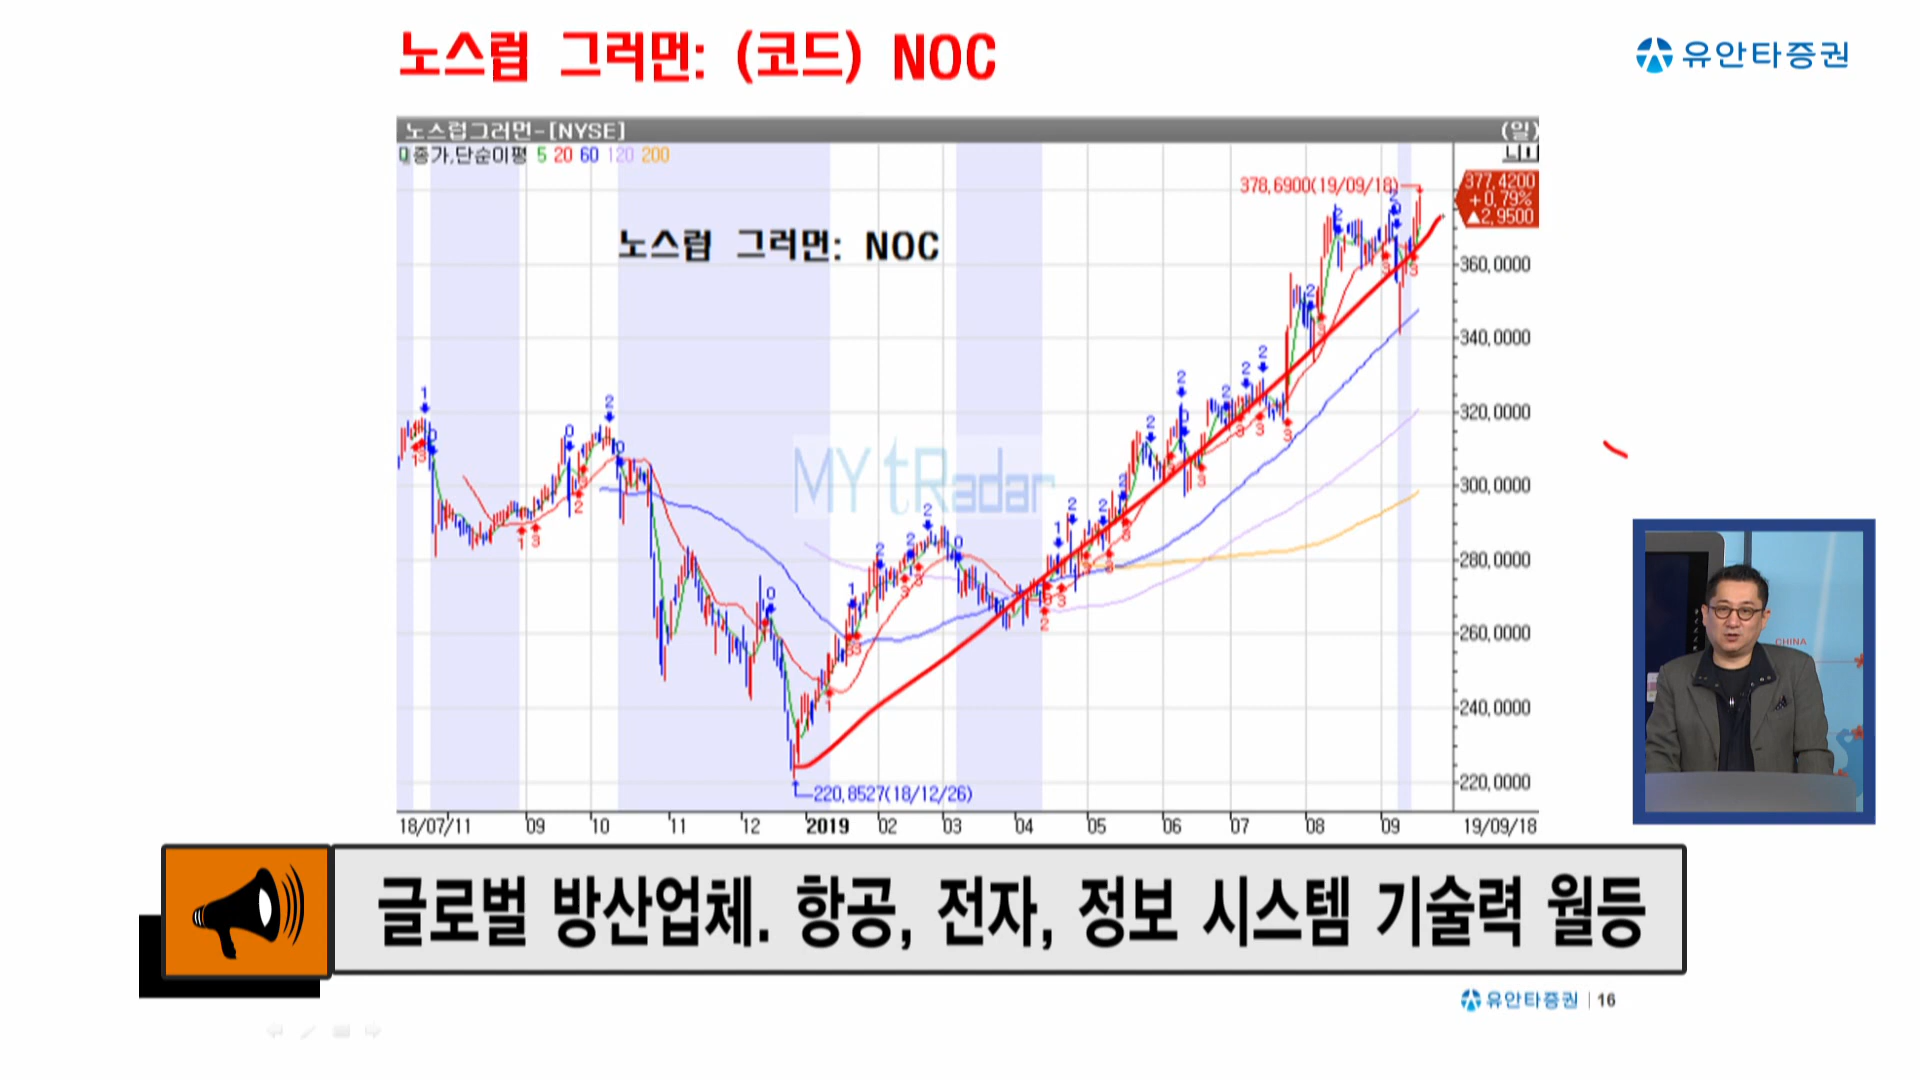 노스럽 그러먼: (코드) NOC
유안타증권
노스럽그러먼-[NYSE]
(일)
종가,단순이평 5 20 60 120 200
378,6900(19/09/18)
377,4200
+0,79%
▲2,9500
노스럽 그러먼: NOC
360,0000
340,0000
320,0000
300,0000
280,0000
260,0000
240,0000
220,0000
MY tRadar
220,8527(18/12/26)
18/07/11 09 10 11 12 2019 02 03 04 05 06 07 08 09 19/09/18
CHINA
글로벌 방산업체. 항공, 전자, 정보 시스템 기술력 월등
유안타증권 | 16